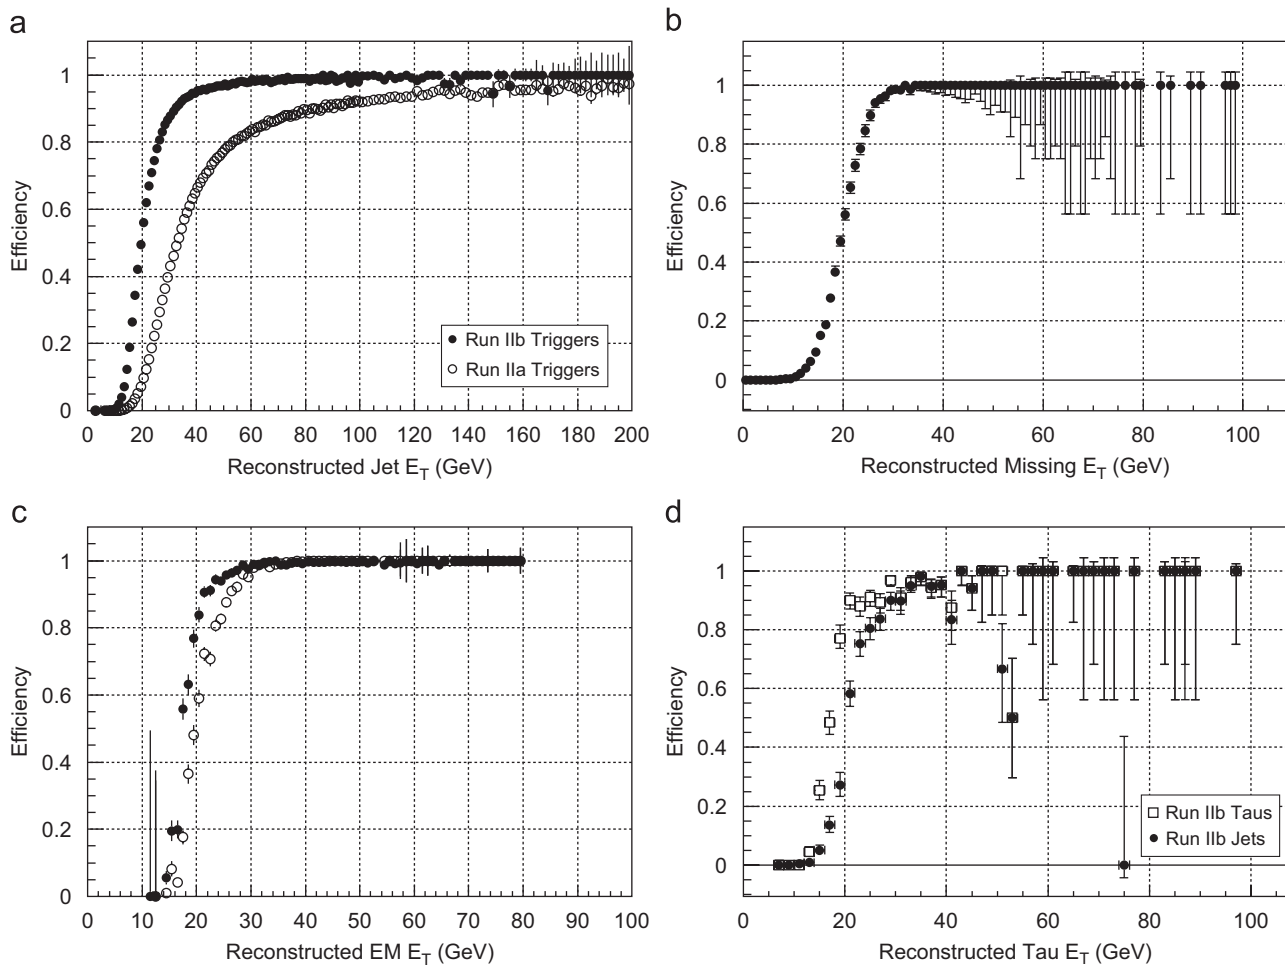 a
1
0.8
0.6
0.4
0.2
0
Efficiency
Run IIb Triggers
Run IIa Triggers
0 20 40 60 80 100 120 140 160 180 200
Reconstructed Jet E_T (GeV)
b
1
0.8
0.6
0.4
0.2
0
Efficiency
0 20 40 60 80 100
Reconstructed Missing E_T (GeV)
c
1
0.8
0.6
0.4
0.2
0
Efficiency
0 10 20 30 40 50 60 70 80 90 100
Reconstructed EM E_T (GeV)
d
1
0.8
0.6
0.4
0.2
0
Efficiency
Run IIb Taus
Run IIb Jets
0 20 40 60 80 100
Reconstructed Tau E_T (GeV)